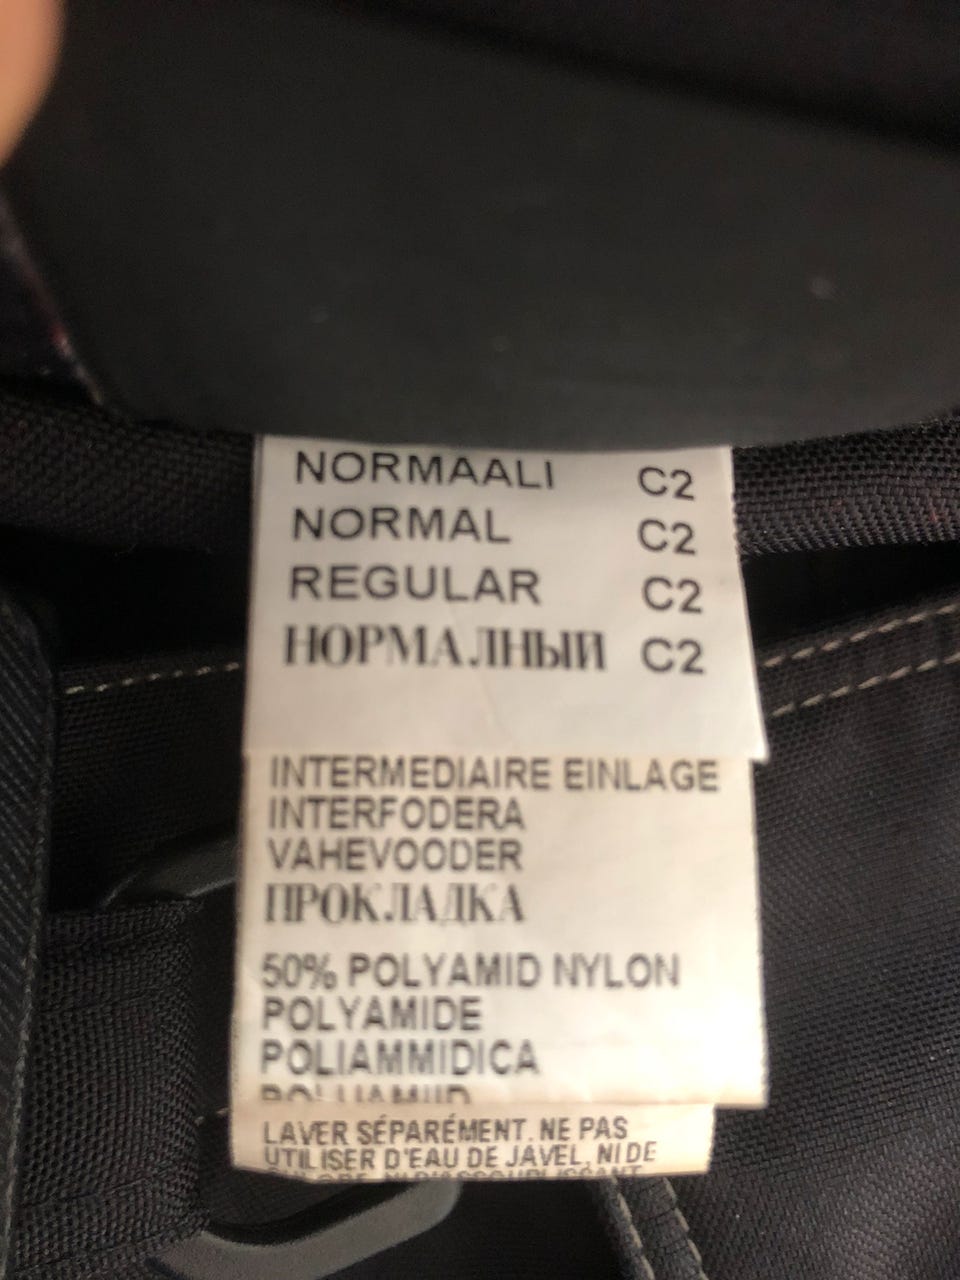 NORMAALI C2
NORMAL C2
REGULAR C2
НОРМАЛНЫЙ C2
INTERMEDIAIRE EINLAGE
INTERFODERA
VAHEVOODER
ПРОКЛАДКА
50% POLYAMID NYLON
POLYAMIDE
POLIAMMIDICA
POLUAMIID
LAVER SÉPARÉMENT. NE PAS
UTILISER D'EAU DE JAVEL, NI DE